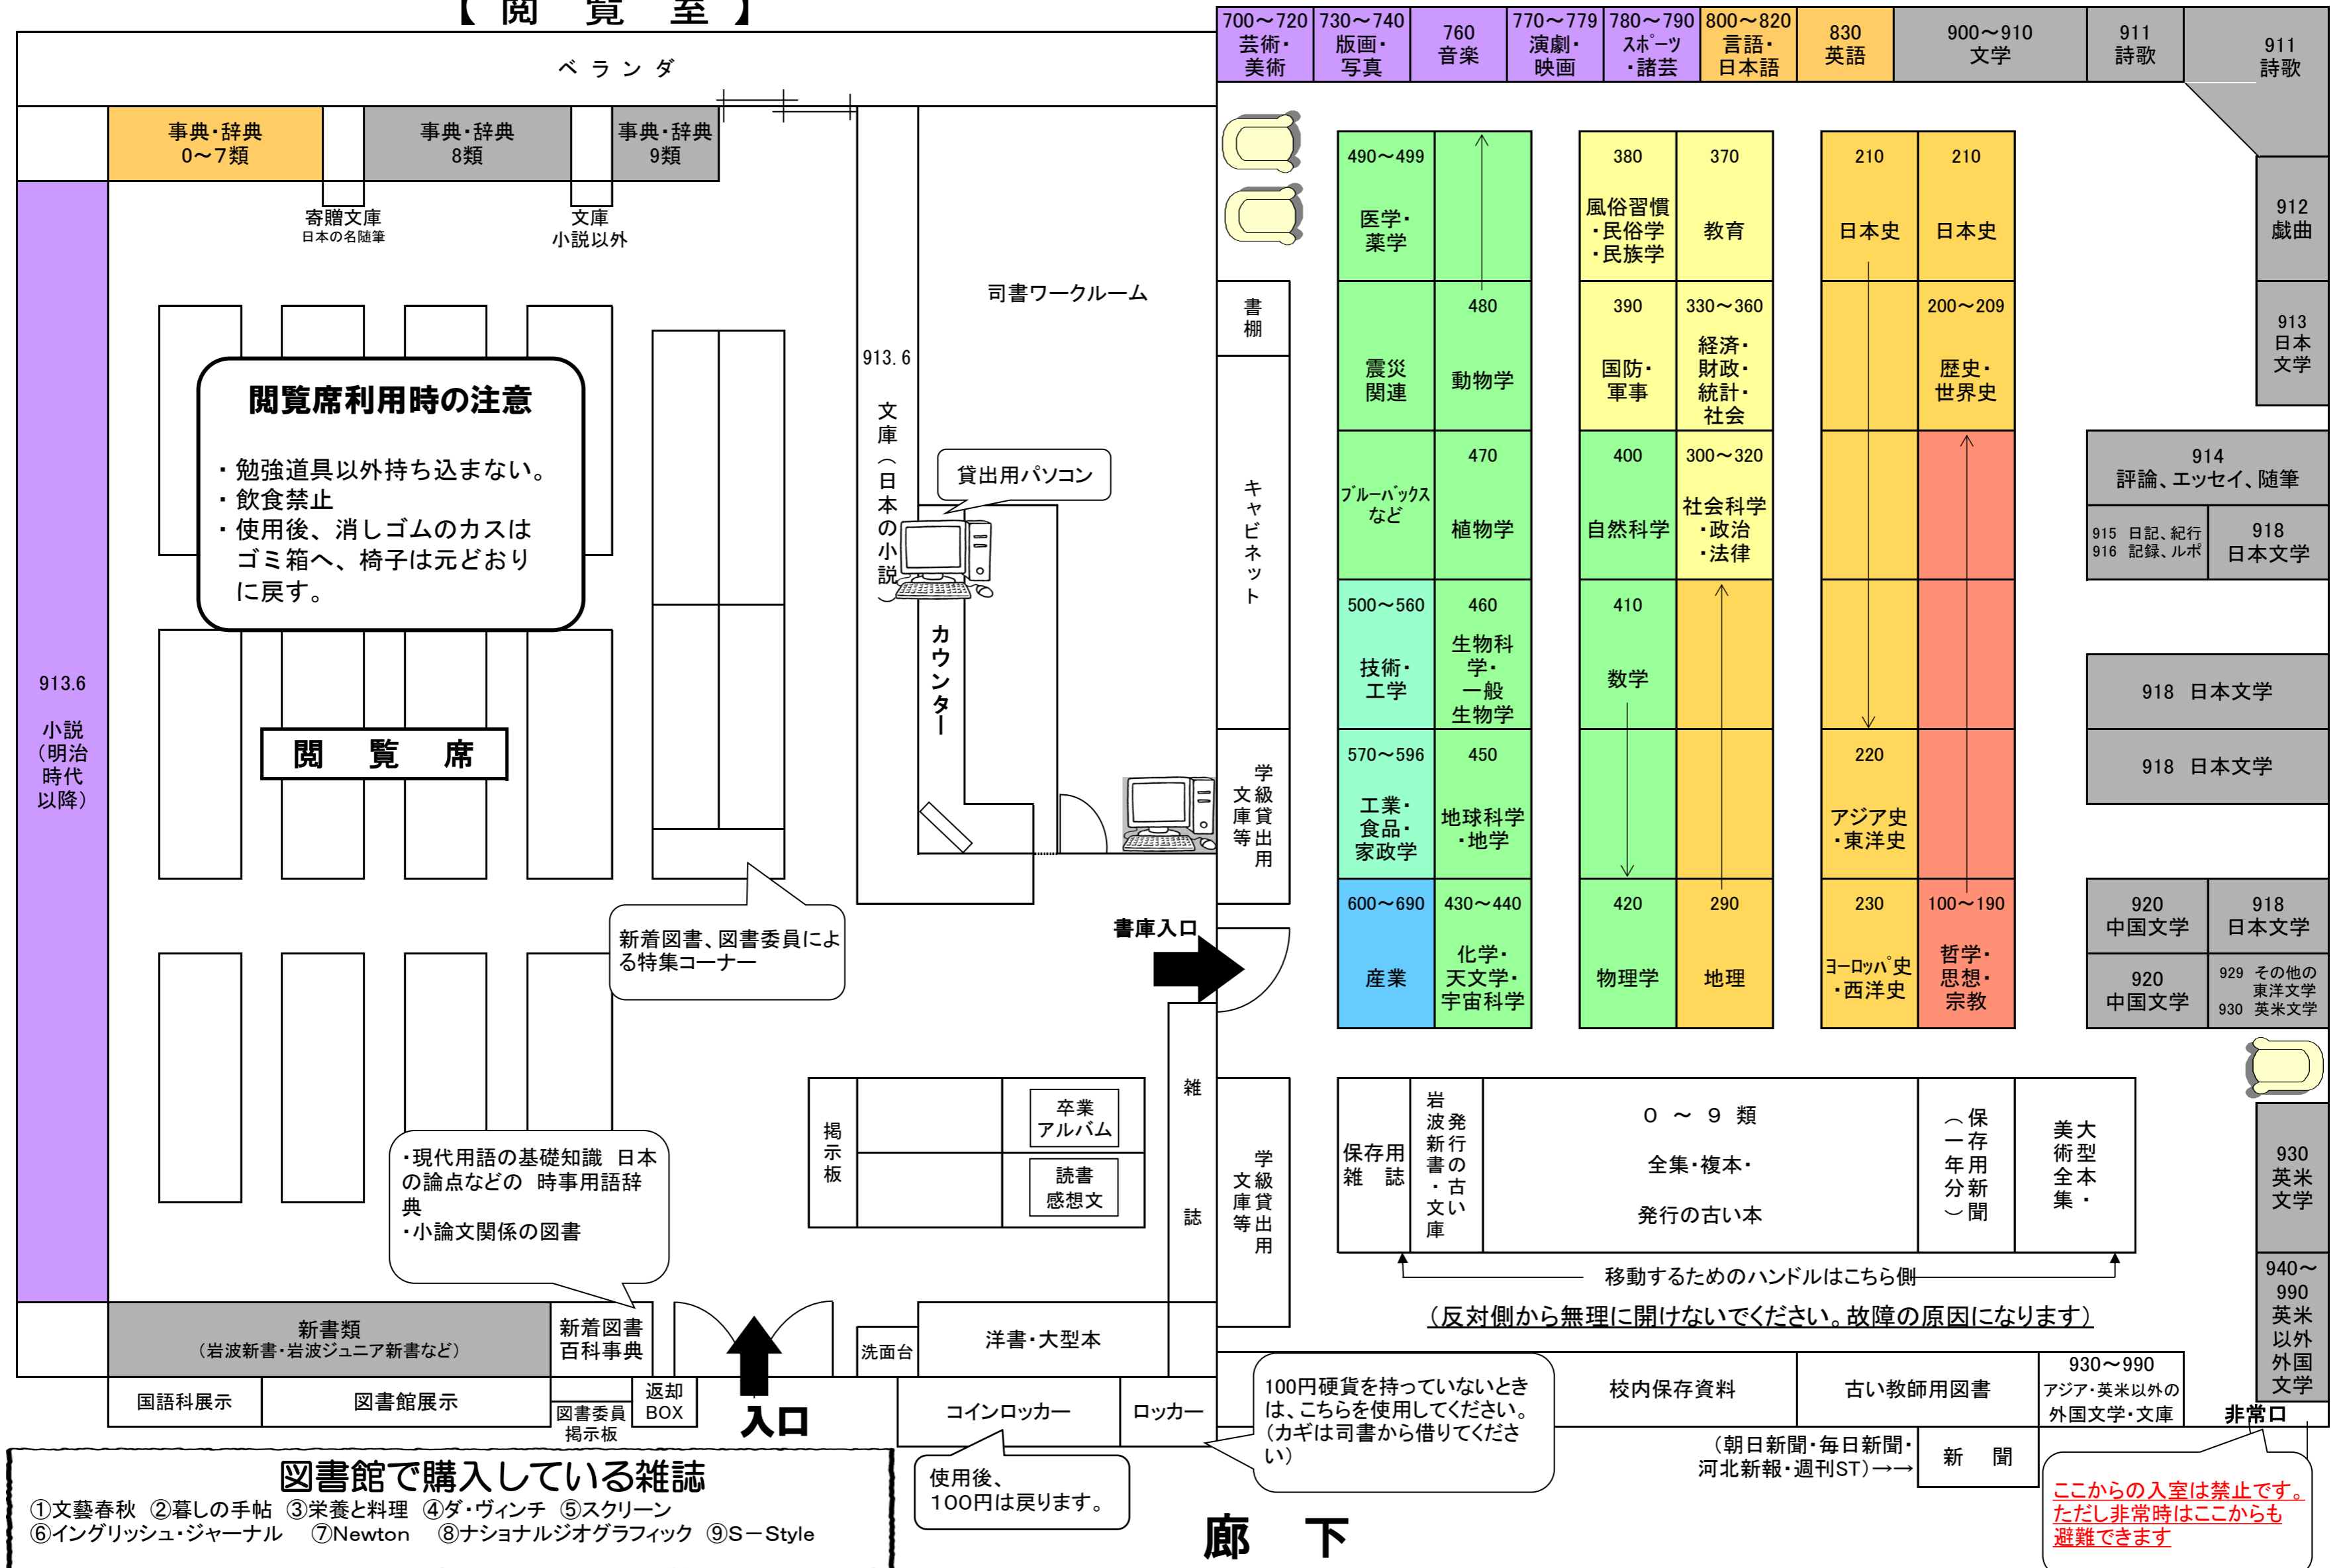 【 閲 覧 室 】
ベ ラ ン ダ
事典・辞典
0～7類
事典・辞典
8類
事典・辞典
9類
寄贈文庫
日本の名随筆
文庫
小説以外
913.6
小説
（明治
時代
以降）
閲覧席利用時の注意
・勉強道具以外持ち込まない。
・飲食禁止
・使用後、消しゴムのカスは
ゴミ箱へ、椅子は元どおり
に戻す。
閲 覧 席
913.6 文庫（日本の小説）
司書ワークルーム
貸出用パソコン
カウンター
新着図書、図書委員によ
る特集コーナー
書庫入口
・現代用語の基礎知識 日本
の論点などの 時事用語辞
典
・小論文関係の図書
掲示板
卒業
アルバム
読書
感想文
雑 誌
新書類
（岩波新書・岩波ジュニア新書など）
新着図書
百科事典
洗面台
洋書・大型本
国語科展示
図書館展示
図書委員
掲示板
返却
BOX
入口
コインロッカー
ロッカー
使用後、
100円は戻ります。
100円硬貨を持っていないとき
は、こちらを使用してください。
（カギは司書から借りてくださ
い）
図書館で購入している雑誌
①文藝春秋 ②暮しの手帖 ③栄養と料理 ④ダ・ヴィンチ ⑤スクリーン
⑥イングリッシュ・ジャーナル ⑦Newton ⑧ナショナルジオグラフィック ⑨S－Style
廊 下
700～720
芸術・
美術
730～740
版画・
写真
760
音楽
770～779
演劇・
映画
780～790
ｽﾎﾟｰﾂ
・諸芸
800～820
言語・
日本語
830
英語
900～910
文学
911
詩歌
911
詩歌
912
戯曲
913
日本
文学
書棚
キャビネット
学級貸出用
文庫等
学級貸出用
文庫等
490～499
医学・
薬学
震災
関連
ﾌﾞﾙｰﾊﾞｯｸｽ
など
500～560
技術・
工学
570～596
工業・
食品・
家政学
600～690
産業
480
動物学
470
植物学
460
生物科
学・
一般
生物学
450
地球科学
・地学
430～440
化学・
天文学・
宇宙科学
380
風俗習慣
・民俗学
・民族学
390
国防・
軍事
400
自然科学
410
数学
420
物理学
370
教育
330～360
経済・
財政・
統計・
社会
300～320
社会科学
・政治
・法律
290
地理
210
日本史
220
アジア史
・東洋史
230
ﾖｰﾛｯﾊﾟ史
・西洋史
210
日本史
200～209
歴史・
世界史
100～190
哲学・
思想・
宗教
914
評論、エッセイ、随筆
915 日記、紀行
916 記録、ルポ
918
日本文学
918 日本文学
918 日本文学
920
中国文学
918
日本文学
920
中国文学
929 その他の
東洋文学
930 英米文学
930
英米
文学
940～
990
英米
以外
外国
文学
保存用
雑 誌
発行の古い
岩波新書・文庫
0 ～ 9 類
全集・複本・
発行の古い本
保存用新聞
（一年分）
大型本・
美術全集
移動するためのハンドルはこちら側
（反対側から無理に開けないでください。故障の原因になります）
校内保存資料
古い教師用図書
930～990
アジア・英米以外の
外国文学・文庫
非常口
（朝日新聞・毎日新聞・
河北新報・週刊ST）→→
新 聞
ここからの入室は禁止です。
ただし非常時はここからも
避難できます